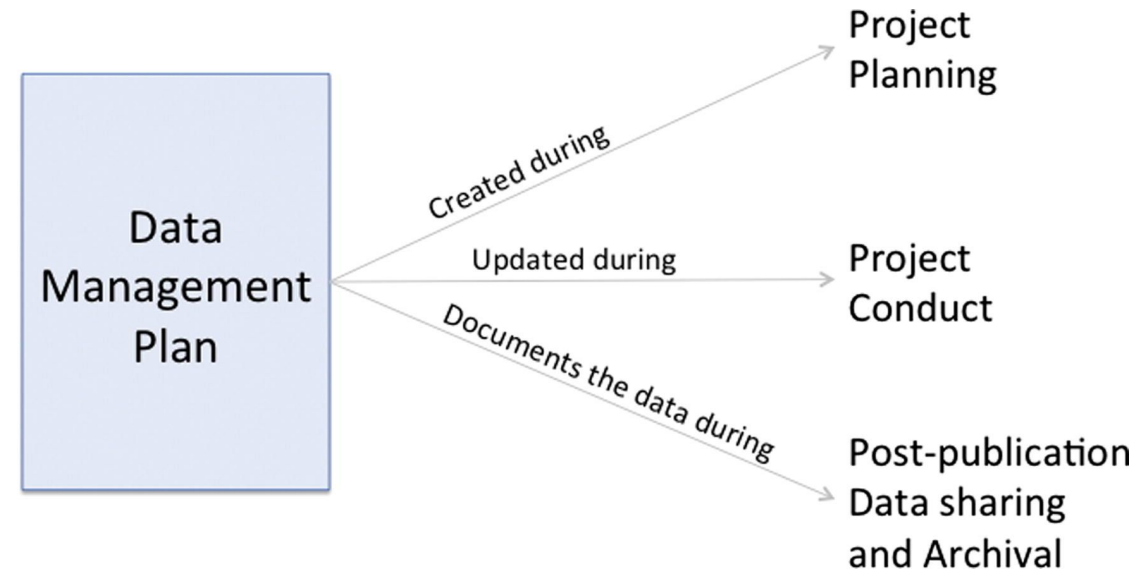 Data
Management
Plan
Created during
Project
Planning
Updated during
Project
Conduct
Documents the data during
Post-publication
Data sharing
and Archival